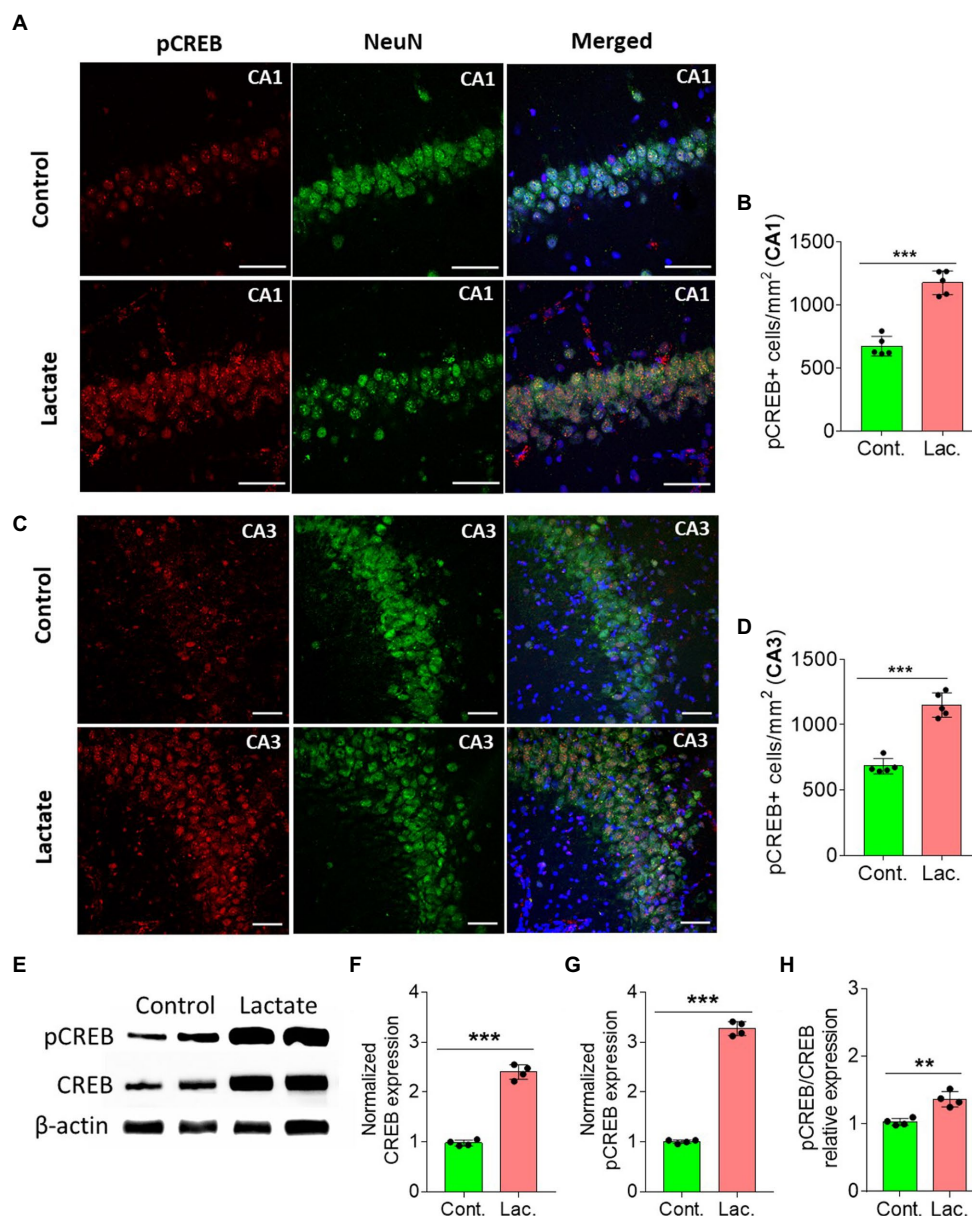 A
pCREB NeuN Merged
Control
CA1 CA1 CA1
Lactate
CA1 CA1 CA1
B
pCREB+ cells/mm² (CA1)
1500
1000
500
0
***
Cont. Lac.
C
Control
CA3 CA3 CA3
Lactate
CA3 CA3 CA3
D
pCREB+ cells/mm² (CA3)
1500
1000
500
0
***
Cont. Lac.
E
Control Lactate
pCREB
CREB
β-actin
F
Normalized
CREB expression
4
3
2
1
0
***
Cont. Lac.
G
Normalized
pCREB expression
4
3
2
1
0
***
Cont. Lac.
H
pCREB/CREB
relative expression
3
2
1
0
**
Cont. Lac.